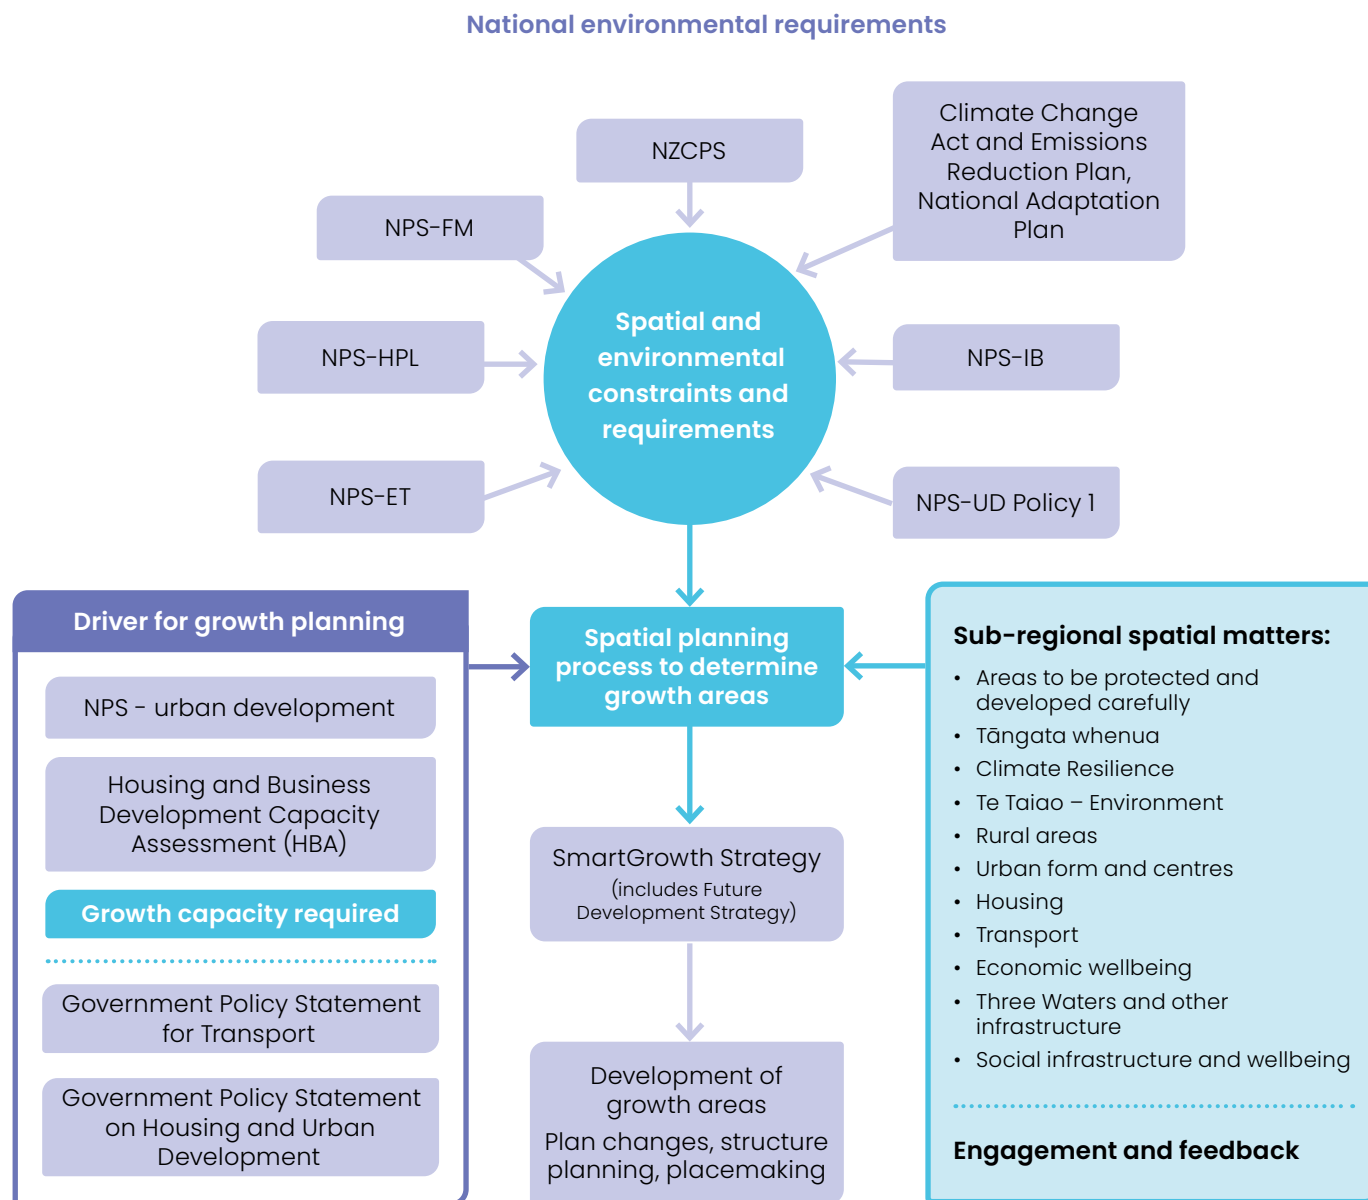 National environmental requirements
NZCPS
Climate Change
Act and Emissions
Reduction Plan,
National Adaptation
Plan
NPS-FM
NPS-HPL
NPS-ET
Spatial and
environmental
constraints and
requirements
NPS-IB
NPS-UD Policy 1
Driver for growth planning
NPS - urban development
Housing and Business
Development Capacity
Assessment (HBA)
Growth capacity required
Government Policy Statement
for Transport
Government Policy Statement
on Housing and Urban
Development
Spatial planning
process to determine
growth areas
SmartGrowth Strategy
(includes Future
Development Strategy)
Development of
growth areas
Plan changes, structure
planning, placemaking
Sub-regional spatial matters:
• Areas to be protected and
developed carefully
• Tāngata whenua
• Climate Resilience
• Te Taiao – Environment
• Rural areas
• Urban form and centres
• Housing
• Transport
• Economic wellbeing
• Three Waters and other
infrastructure
• Social infrastructure and wellbeing
Engagement and feedback